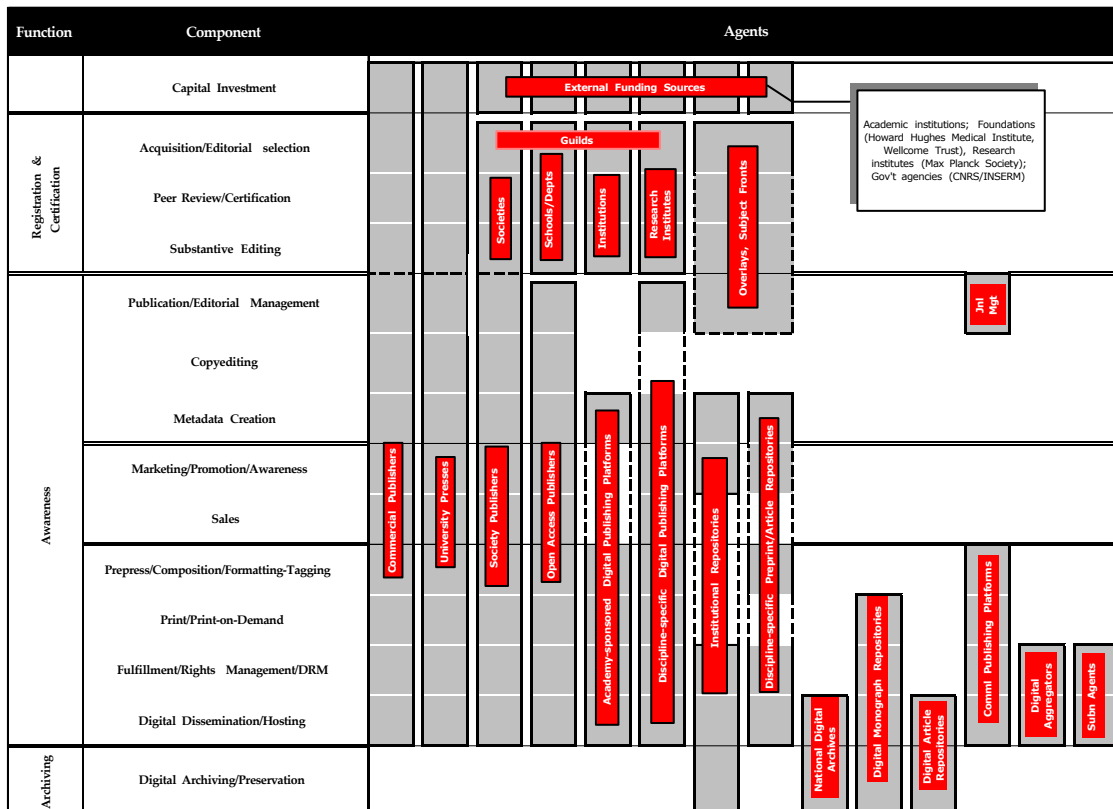 Function Component Agents
Capital Investment
External Funding Sources
Academic institutions; Foundations
(Howard Hughes Medical Institute,
Wellcome Trust), Research
institutes (Max Planck Society);
Gov't agencies (CNRS/INSERM)
Registration &
Certification
Acquisition/Editorial selection
Peer Review/Certification
Substantive Editing
Guilds
Societies
Schools/Depts
Institutions
Research
Institutes
Overlays, Subject Fronts
Awareness
Publication/Editorial Management
Copyediting
Metadata Creation
Marketing/Promotion/Awareness
Sales
Prepress/Composition/Formatting-Tagging
Print/Print-on-Demand
Fulfillment/Rights Management/DRM
Digital Dissemination/Hosting
Jnl
Mgt
Commercial Publishers
University Presses
Society Publishers
Open Access Publishers
Academy-sponsored Digital Publishing Platforms
Discipline-specific Digital Publishing Platforms
Institutional Repositories
Discipline-specific Preprint/Article Repositories
National Digital
Archives
Digital Monograph Repositories
Digital Article
Repositories
Comml Publishing Platforms
Digital
Aggregators
Subn Agents
Archiving
Digital Archiving/Preservation